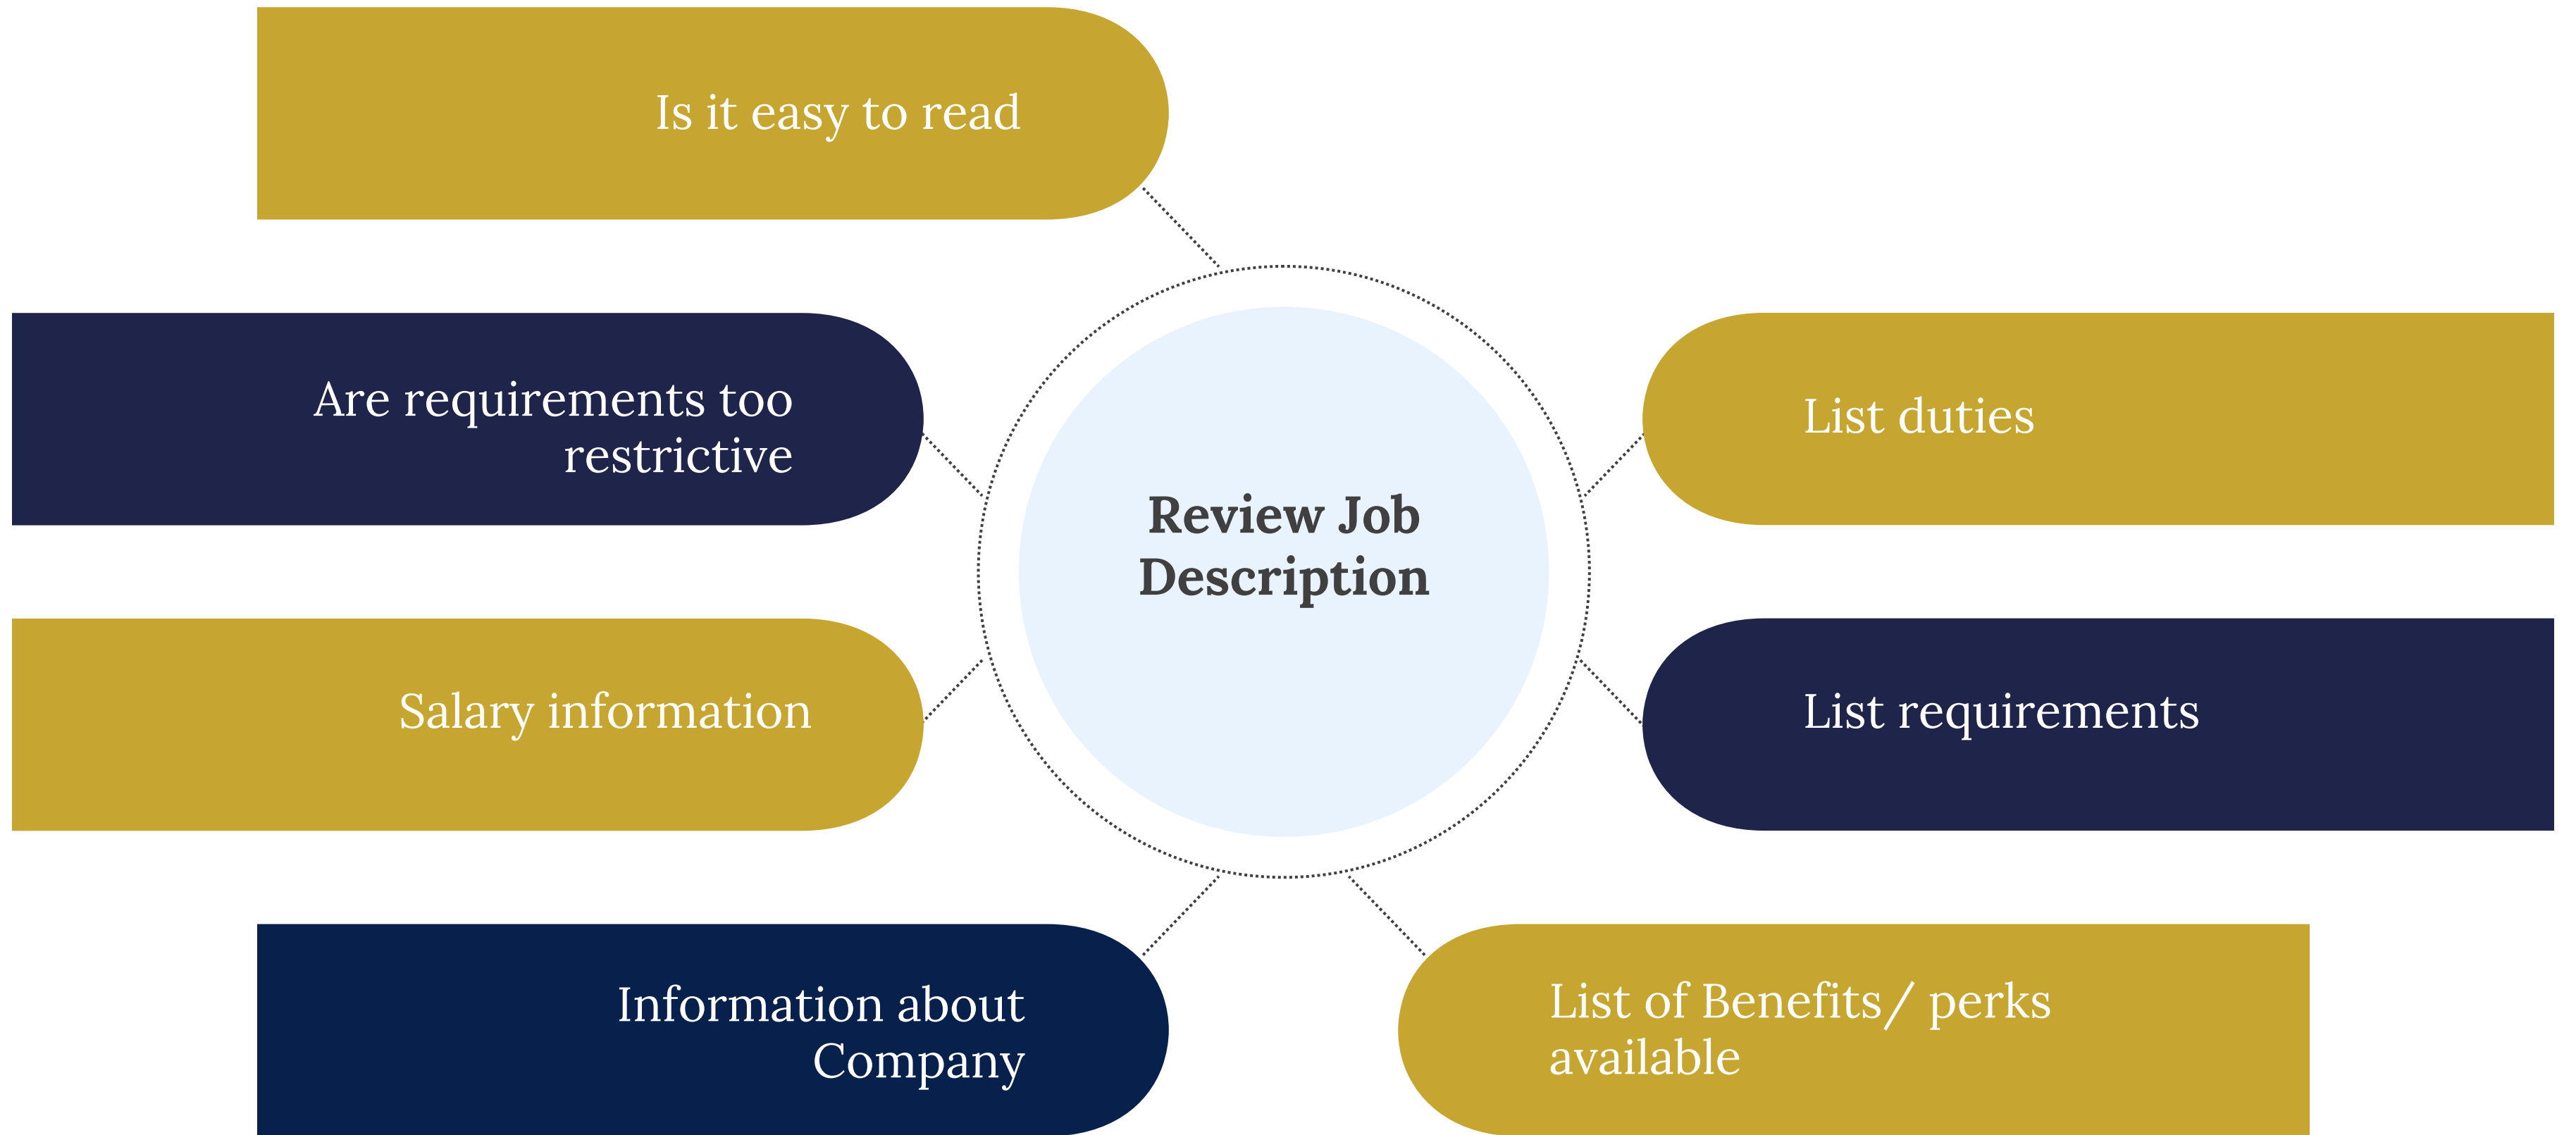 Is it easy to read
Are requirements too
restrictive
Salary information
Information about
Company
Review Job
Description
List duties
List requirements
List of Benefits/ perks
available